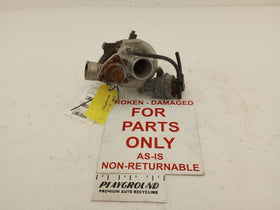 ROKEN - DAMAGED
FOR
PARTS
ONLY
AS-IS
NON-RETURNABLE
PLAYGROUND
PREMIUM AUTO RECYCLING